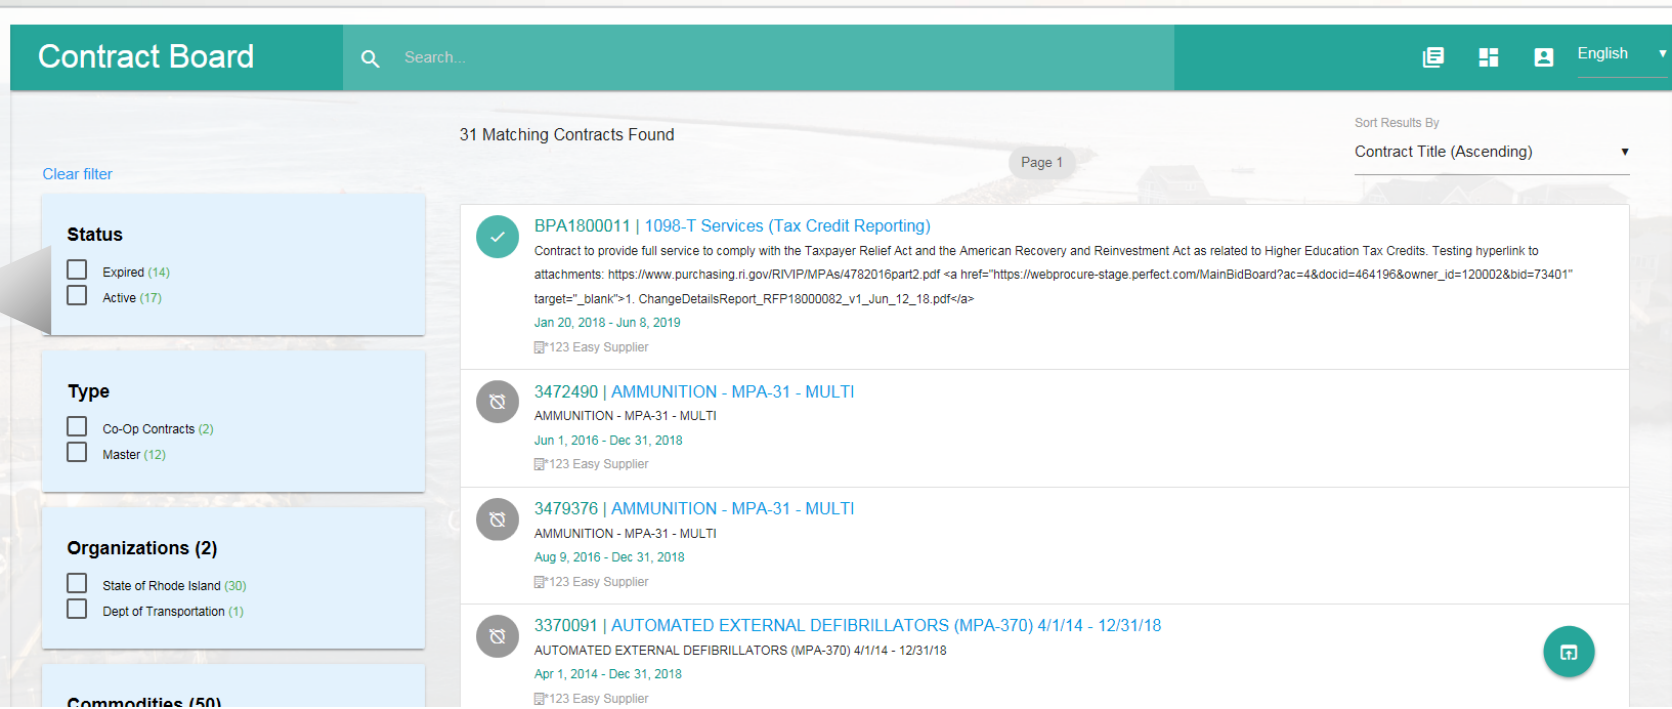 Contract Board
Search...
English
31 Matching Contracts Found
Page 1
Sort Results By
Contract Title (Ascending)
Clear filter
Status
Expired (14)
Active (17)
Type
Co-Op Contracts (2)
Master (12)
Organizations (2)
State of Rhode Island (30)
Dept of Transportation (1)
Commodities (50)
BPA1800011 | 1098-T Services (Tax Credit Reporting)
Contract to provide full service to comply with the Taxpayer Relief Act and the American Recovery and Reinvestment Act as related to Higher Education Tax Credits. Testing hyperlink to
attachments: https://www.purchasing.ri.gov/RIVIP/MPAs/4782016part2.pdf <a href="https://webprocure-stage.perfect.com/MainBidBoard?ac=4&docid=464196&owner_id=120002&bid=73401"
target="_blank">1. ChangeDetailsReport_RFP18000082_v1_Jun_12_18.pdf</a>
Jan 20, 2018 - Jun 8, 2019
*123 Easy Supplier
3472490 | AMMUNITION - MPA-31 - MULTI
AMMUNITION - MPA-31 - MULTI
Jun 1, 2016 - Dec 31, 2018
*123 Easy Supplier
3479376 | AMMUNITION - MPA-31 - MULTI
AMMUNITION - MPA-31 - MULTI
Aug 9, 2016 - Dec 31, 2018
*123 Easy Supplier
3370091 | AUTOMATED EXTERNAL DEFIBRILLATORS (MPA-370) 4/1/14 - 12/31/18
AUTOMATED EXTERNAL DEFIBRILLATORS (MPA-370) 4/1/14 - 12/31/18
Apr 1, 2014 - Dec 31, 2018
*123 Easy Supplier